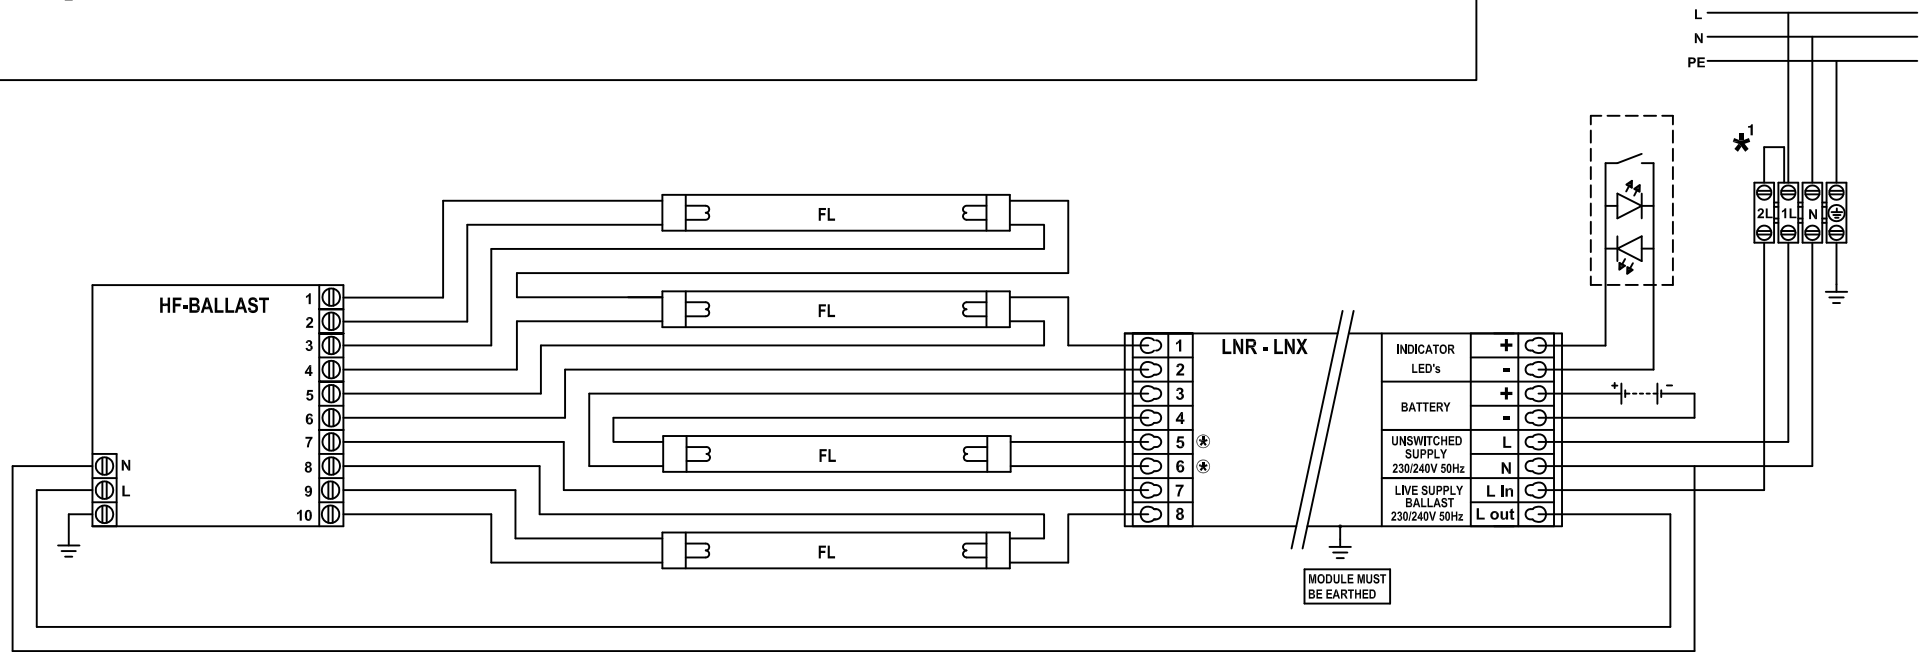 L
N
PE
*1
2L 1L N
FL
FL
HF-BALLAST
1
2
3
4
5
6
7
8
9
10
N
L
FL
FL
LNR - LNX
1
2
3
4
5 *
6 *
7
8
INDICATOR
LED's
+
-
BATTERY
+
-
UNSWITCHED
SUPPLY
230/240V 50Hz
L
N
LIVE SUPPLY
BALLAST
230/240V 50Hz
L In
L out
+ -
MODULE MUST
BE EARTHED